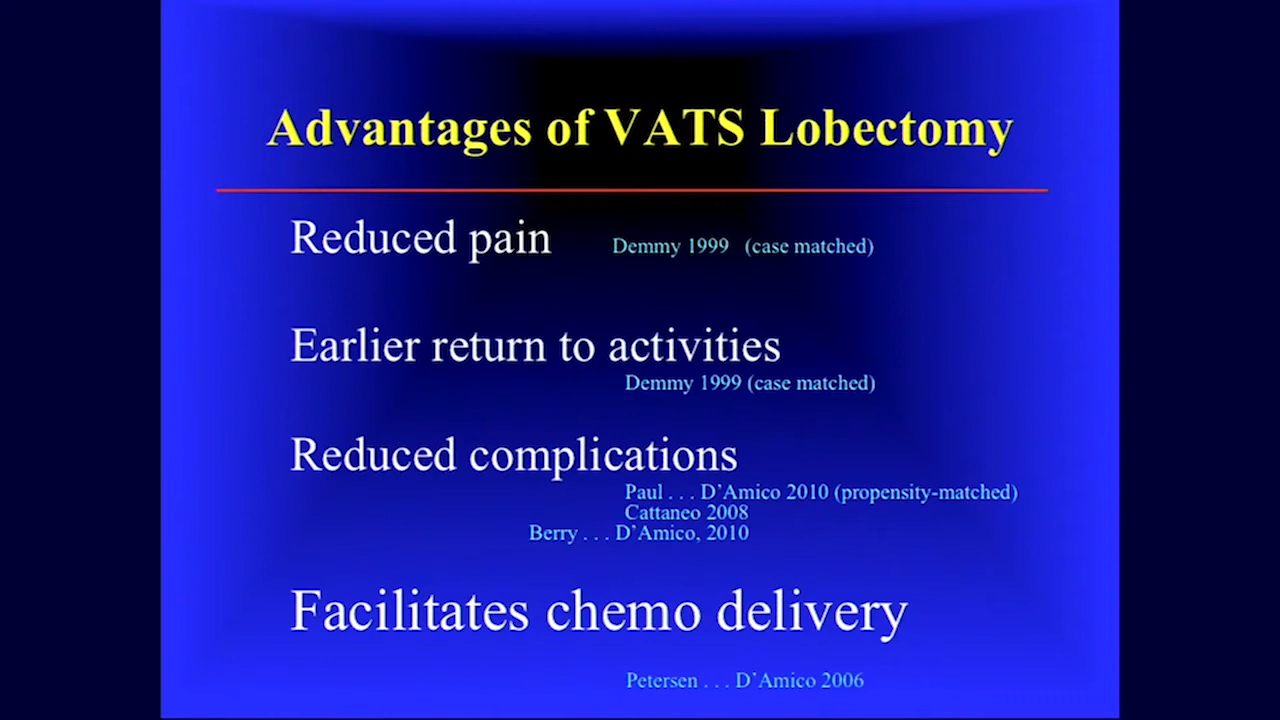 Advantages of VATS Lobectomy
Reduced pain Demmy 1999 (case matched)
Earlier return to activities
Demmy 1999 (case matched)
Reduced complications
Paul . . . D’Amico 2010 (propensity-matched)
Cattaneo 2008
Berry . . . D’Amico, 2010
Facilitates chemo delivery
Petersen . . . D’Amico 2006